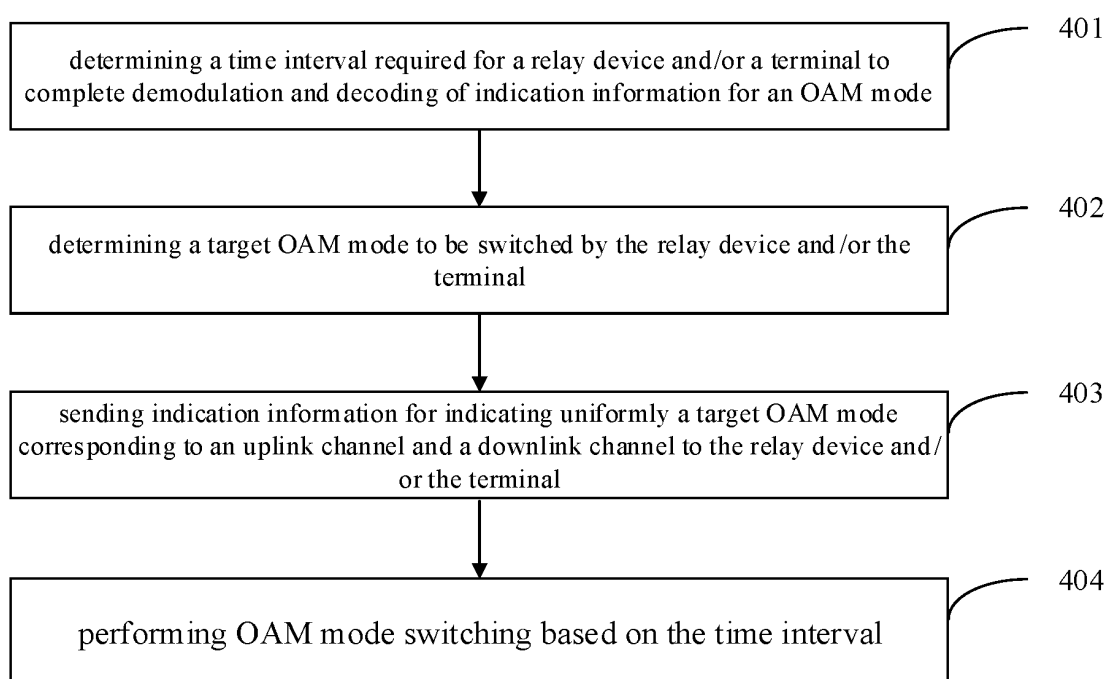 401
determining a time interval required for a relay device and/or a terminal to
complete demodulation and decoding of indication information for an OAM mode
402
determining a target OAM mode to be switched by the relay device and/or the
terminal
403
sending indication information for indicating uniformly a target OAM mode
corresponding to an uplink channel and a downlink channel to the relay device and/
or the terminal
404
performing OAM mode switching based on the time interval